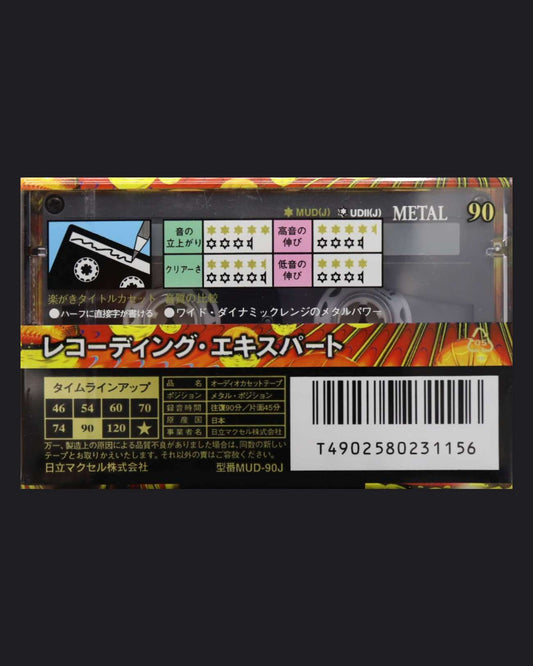 MUD(J) UDII(J) METAL 90
音の立上がり
高音の伸び
クリアーさ
低音の伸び
楽がきタイトルカセット 音質の比較
●ハーフに直接字が書ける ●ワイド・ダイナミックレンジのメタルパワー
レコーディング・エキスパート
タイムラインアップ
46 54 60 70
74 90 120 ★
品名 オーディオカセットテープ
ポジション メタル・ポジション
録音時間 往復90分/片面45分
原産国 日本
事業者名 日立マクセル株式会社
万一、製造上の原因による品質不良がありました場合は、同数の新しい
テープとお取りかえいたします。それ以外の責はご容赦ください。
日立マクセル株式会社 型番MUD-90J
T4902580231156